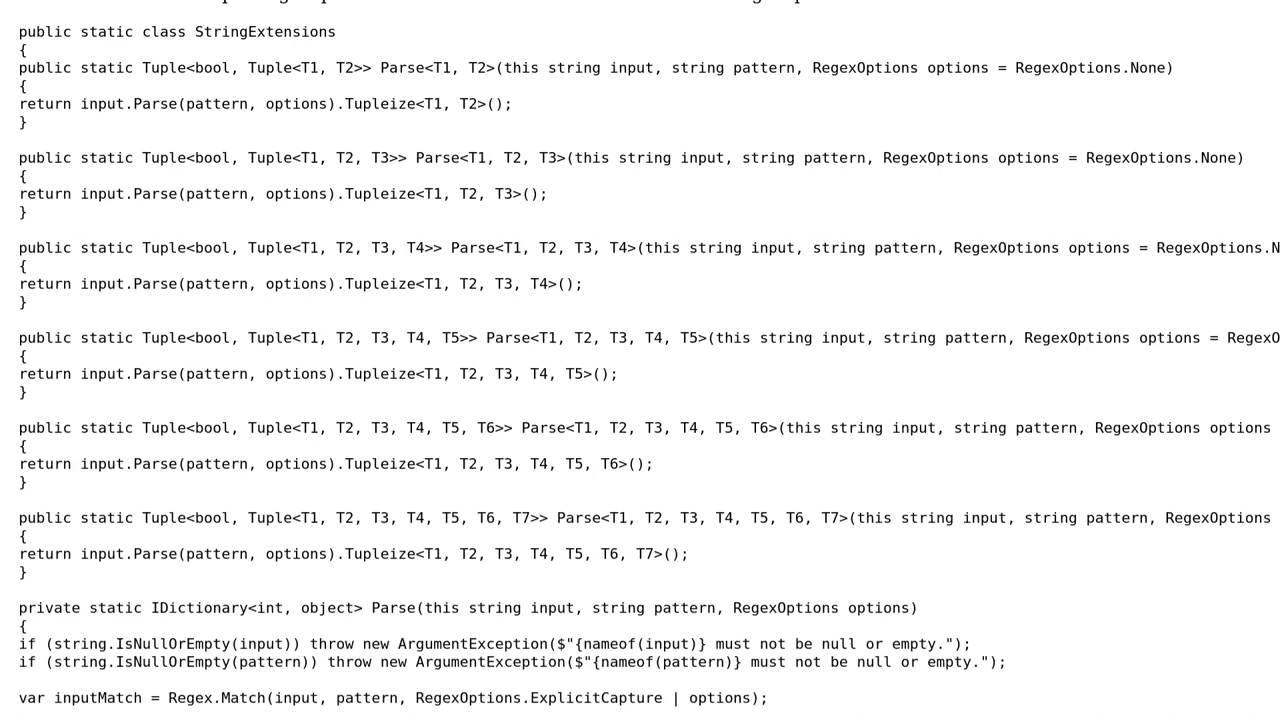 public static class StringExtensions
{
public static Tuple<bool, Tuple<T1, T2>> Parse<T1, T2>(this string input, string pattern, RegexOptions options = RegexOptions.None)
{
return input.Parse(pattern, options).Tupleize<T1, T2>();
}
public static Tuple<bool, Tuple<T1, T2, T3>> Parse<T1, T2, T3>(this string input, string pattern, RegexOptions options = RegexOptions.None)
{
return input.Parse(pattern, options).Tupleize<T1, T2, T3>();
}
public static Tuple<bool, Tuple<T1, T2, T3, T4>> Parse<T1, T2, T3, T4>(this string input, string pattern, RegexOptions options = RegexOptions.N
{
return input.Parse(pattern, options).Tupleize<T1, T2, T3, T4>();
}
public static Tuple<bool, Tuple<T1, T2, T3, T4, T5>> Parse<T1, T2, T3, T4, T5>(this string input, string pattern, RegexOptions options = RegexO
{
return input.Parse(pattern, options).Tupleize<T1, T2, T3, T4, T5>();
}
public static Tuple<bool, Tuple<T1, T2, T3, T4, T5, T6>> Parse<T1, T2, T3, T4, T5, T6>(this string input, string pattern, RegexOptions options
{
return input.Parse(pattern, options).Tupleize<T1, T2, T3, T4, T5, T6>();
}
public static Tuple<bool, Tuple<T1, T2, T3, T4, T5, T6, T7>> Parse<T1, T2, T3, T4, T5, T6, T7>(this string input, string pattern, RegexOptions
{
return input.Parse(pattern, options).Tupleize<T1, T2, T3, T4, T5, T6, T7>();
}
private static IDictionary<int, object> Parse(this string input, string pattern, RegexOptions options)
{
if (string.IsNullOrEmpty(input)) throw new ArgumentException($"{nameof(input)} must not be null or empty.");
if (string.IsNullOrEmpty(pattern)) throw new ArgumentException($"{nameof(pattern)} must not be null or empty.");
var inputMatch = Regex.Match(input, pattern, RegexOptions.ExplicitCapture | options);